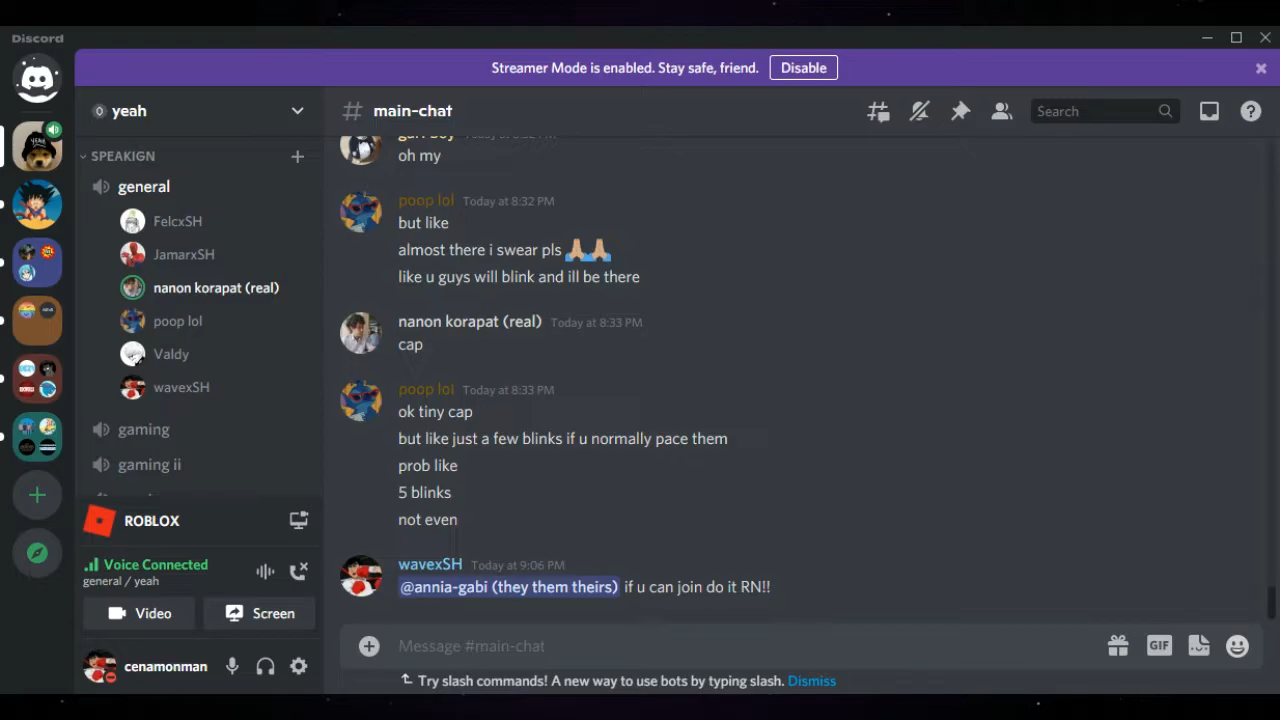 Discord
Streamer Mode is enabled. Stay safe, friend.
Disable
yeah
main-chat
Search
SPEAKIGN
general
FelcxSH
JamarxSH
nanon korapat (real)
poop lol
Valdy
wavexSH
gaming
gaming ii
ROBLOX
Voice Connected
general / yeah
Video
Screen
cenamonman
oh my
poop lol Today at 8:32 PM
but like
almost there i swear pls 🙏🏼🙏🏼
like u guys will blink and ill be there
nanon korapat (real) Today at 8:33 PM
cap
poop lol Today at 8:33 PM
ok tiny cap
but like just a few blinks if u normally pace them
prob like
5 blinks
not even
wavexSH Today at 9:06 PM
@annia-gabi (they them theirs) if u can join do it RN!!
Message #main-chat
GIF
Try slash commands! A new way to use bots by typing slash. Dismiss